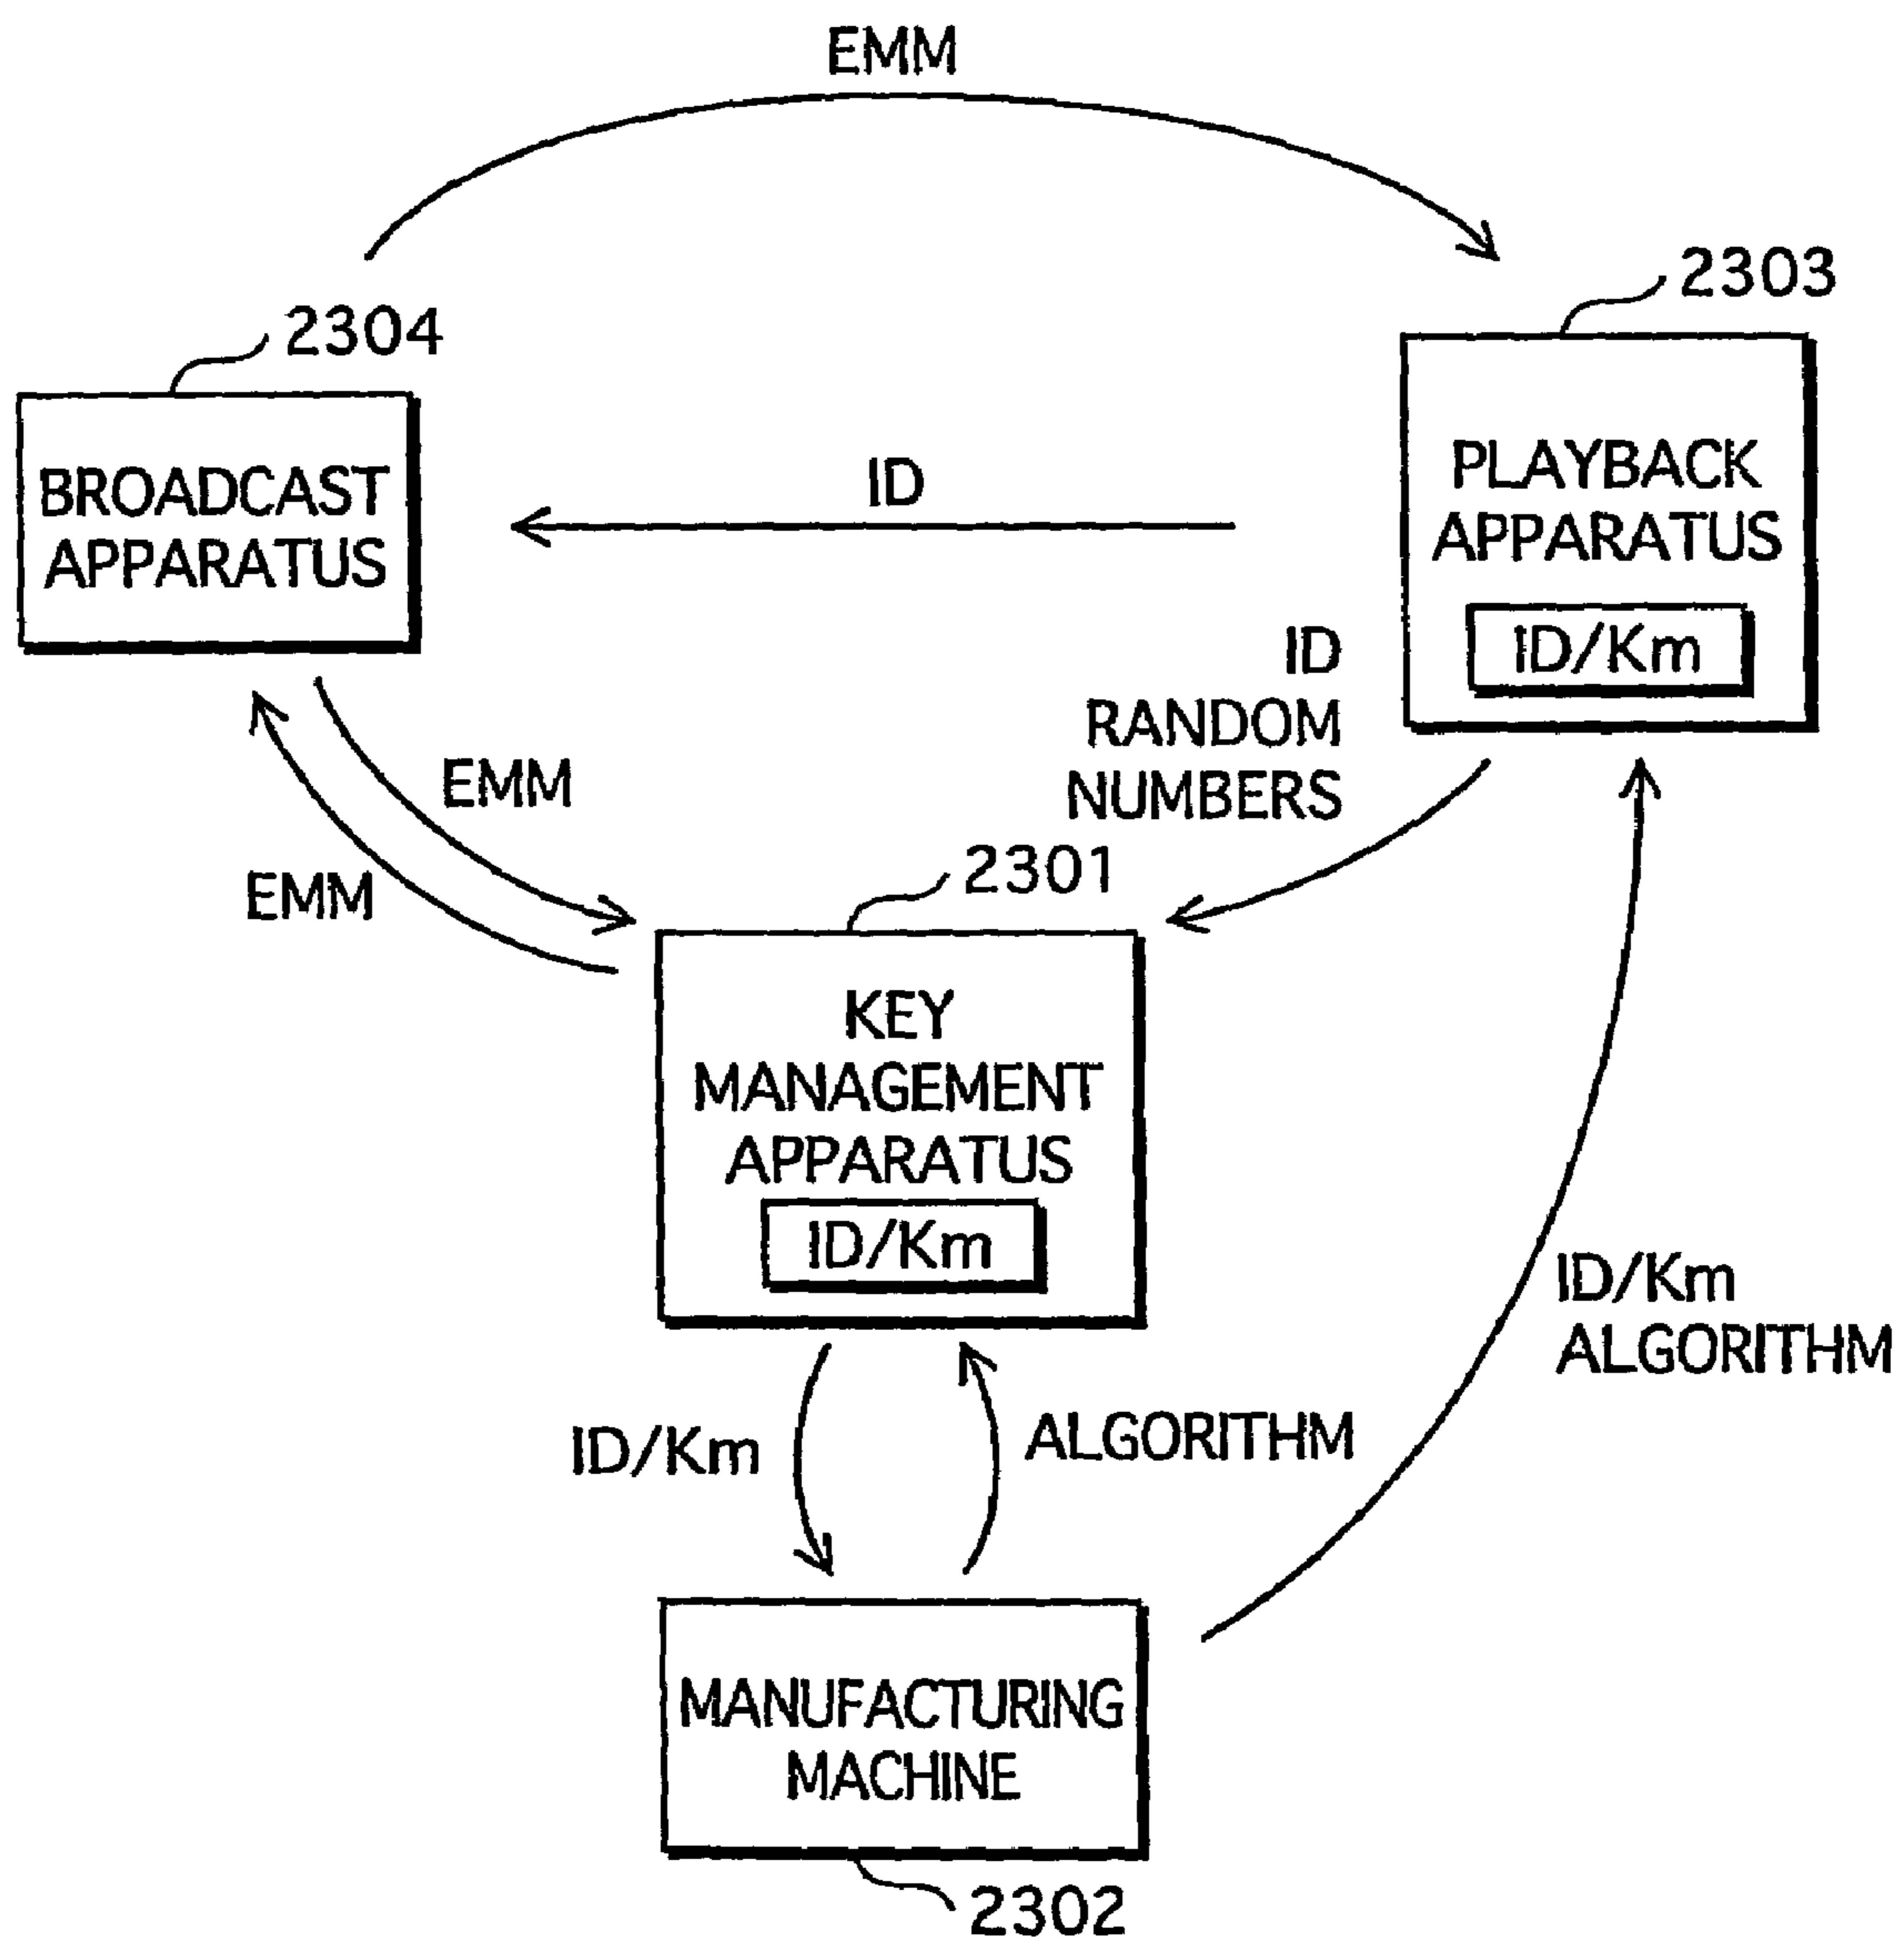 EMM
2303
2304
BROADCAST
APPARATUS
ID
PLAYBACK
APPARATUS
ID/Km
ID
RANDOM
NUMBERS
EMM
EMM
2301
KEY
MANAGEMENT
APPARATUS
ID/Km
ID/Km
ALGORITHM
ID/Km
ALGORITHM
MANUFACTURING
MACHINE
2302